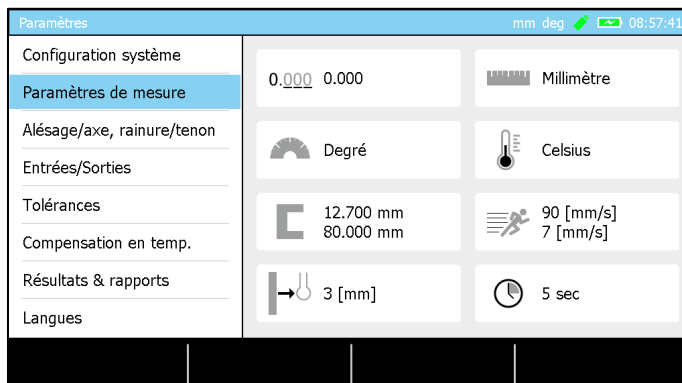 Paramètres
mm deg 08:57:41
Configuration système
Paramètres de mesure
Alésage/axe, rainure/tenon
Entrées/Sorties
Tolérances
Compensation en temp.
Résultats & rapports
Langues
0.000 0.000
Millimètre
Degré
Celsius
12.700 mm
80.000 mm
90 [mm/s]
7 [mm/s]
3 [mm]
5 sec